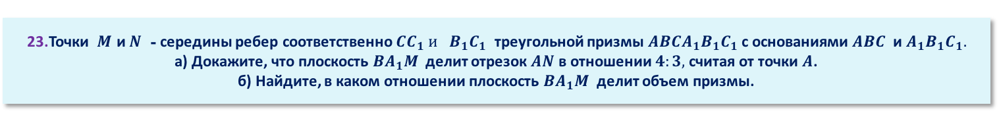 23.Точки M и N - середины ребер соответственно CC₁ и B₁C₁ треугольной призмы ABCA₁B₁C₁ с основаниями ABC и A₁B₁C₁.
а) Докажите, что плоскость BA₁M делит отрезок AN в отношении 4:3, считая от точки A.
б) Найдите, в каком отношении плоскость BA₁M делит объем призмы.